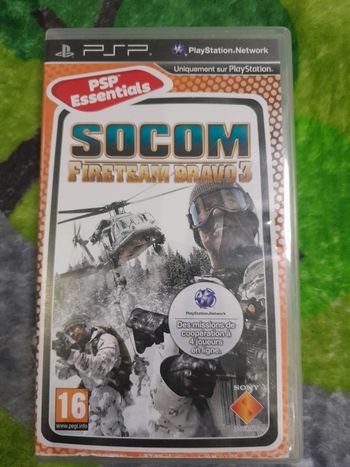 PSP
PlayStation®Network
Uniquement sur PlayStation.
PSP™
Essentials
SOCOM
FIRETEAM BRAVO 3
PlayStation®Network
Des missions de
coopération à
4 joueurs
en ligne.
16
www.pegi.info
SONY